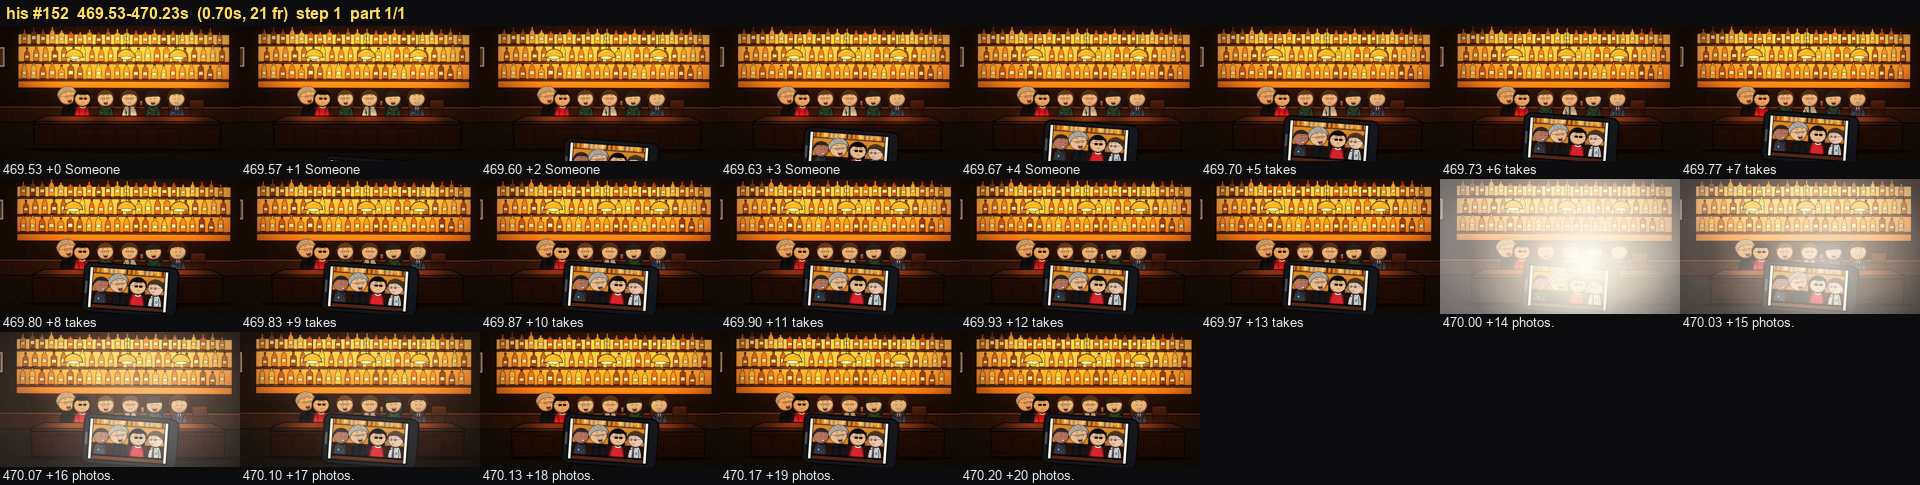 his #152 469.53-470.23s (0.70s, 21 fr) step 1 part 1/1
469.53 +0 Someone
469.57 +1 Someone
469.60 +2 Someone
469.63 +3 Someone
469.67 +4 Someone
469.70 +5 takes
469.73 +6 takes
469.77 +7 takes
469.80 +8 takes
469.83 +9 takes
469.87 +10 takes
469.90 +11 takes
469.93 +12 takes
469.97 +13 takes
470.00 +14 photos.
470.03 +15 photos.
470.07 +16 photos.
470.10 +17 photos.
470.13 +18 photos.
470.17 +19 photos.
470.20 +20 photos.